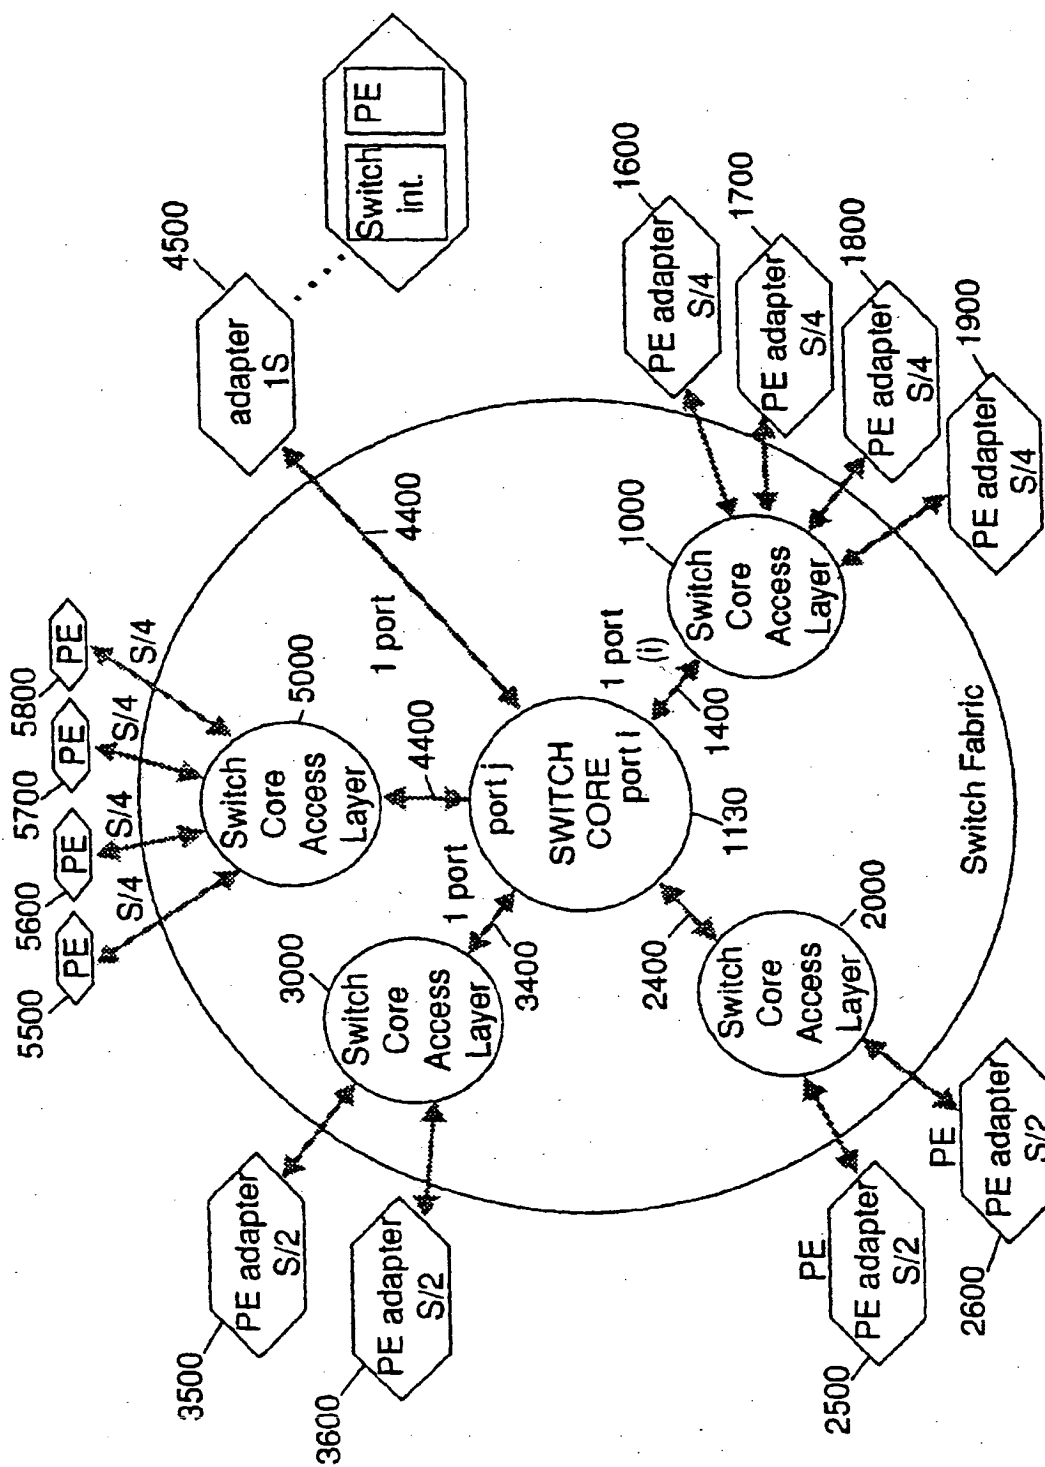 5500
5600
5700
5800
PE
PE
PE
PE
S/4
S/4
S/4
S/4
4500
adapter
1S
Switch
int.
PE
3500
PE adapter
S/2
3600
PE adapter
S/2
3000
Switch
Core
Access
Layer
5000
Switch
Core
Access
Layer
1 port
3400
4400
1 port
4400
port j
SWITCH
CORE
port i
1130
1 port
(i)
1400
2400
1000
Switch
Core
Access
Layer
2000
Switch
Core
Access
Layer
1600
PE adapter
S/4
1700
PE adapter
S/4
1800
PE adapter
S/4
1900
PE adapter
S/4
2500
PE
PE adapter
S/2
2600
PE
PE adapter
S/2
Switch Fabric